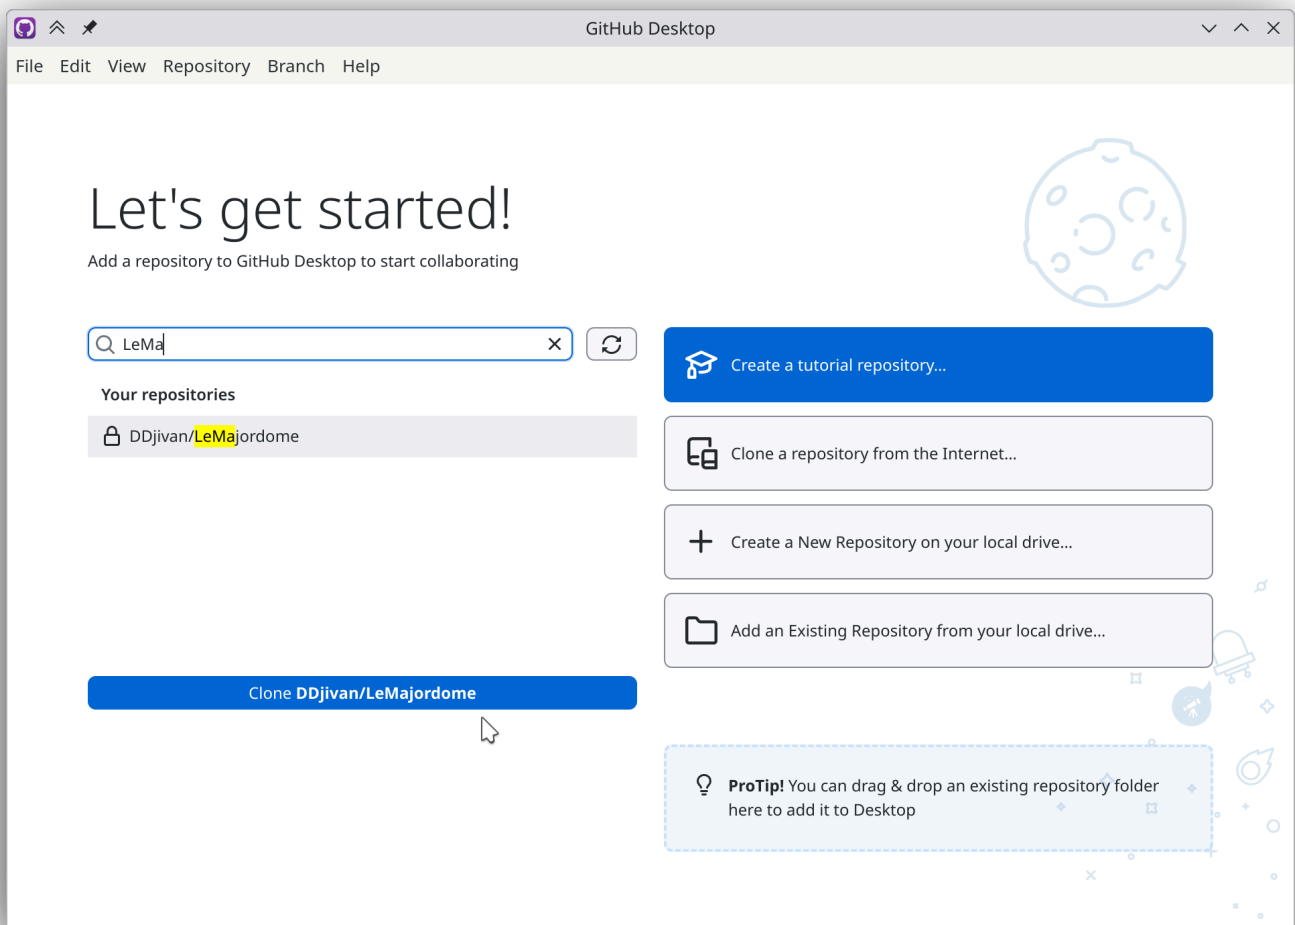 GitHub Desktop
File Edit View Repository Branch Help
Let's get started!
Add a repository to GitHub Desktop to start collaborating
LeMa
Your repositories
DDjivan/LeMajordome
Clone DDjivan/LeMajordome
Create a tutorial repository...
Clone a repository from the Internet...
Create a New Repository on your local drive...
Add an Existing Repository from your local drive...
ProTip! You can drag & drop an existing repository folder
here to add it to Desktop